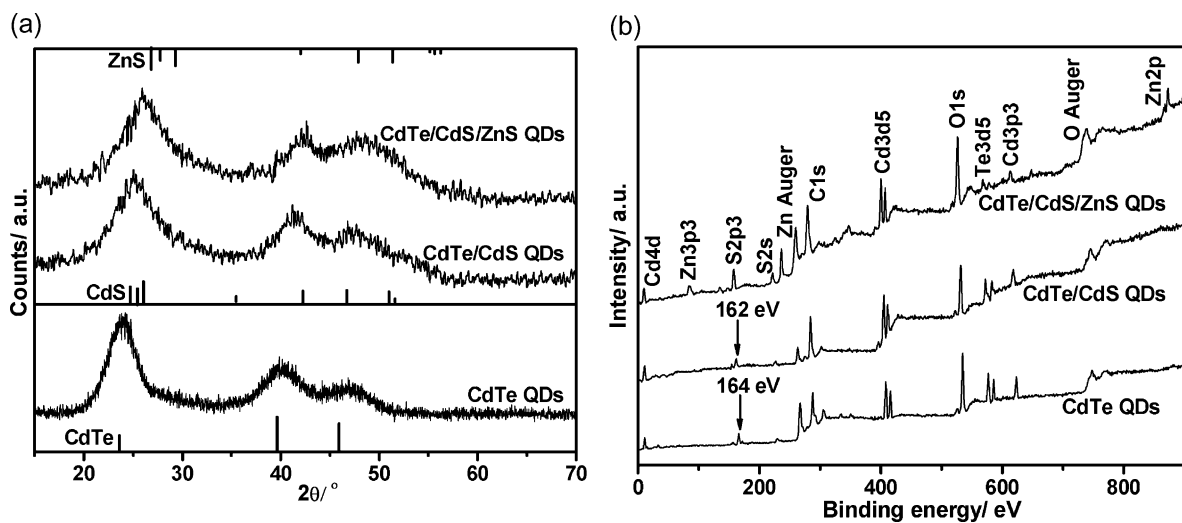 (a)
Counts/ a.u.
ZnS
CdTe/CdS/ZnS QDs
CdTe/CdS QDs
CdS
CdTe QDs
CdTe
20 30 40 50 60 70
2θ/ °
(b)
Intensity/ a.u.
Cd4d
Zn3p3
S2p3
S2s
Zn Auger
C1s
Cd3d5
O1s
Te3d5
Cd3p3
O Auger
Zn2p
CdTe/CdS/ZnS QDs
162 eV
CdTe/CdS QDs
164 eV
CdTe QDs
0 200 400 600 800
Binding energy/ eV